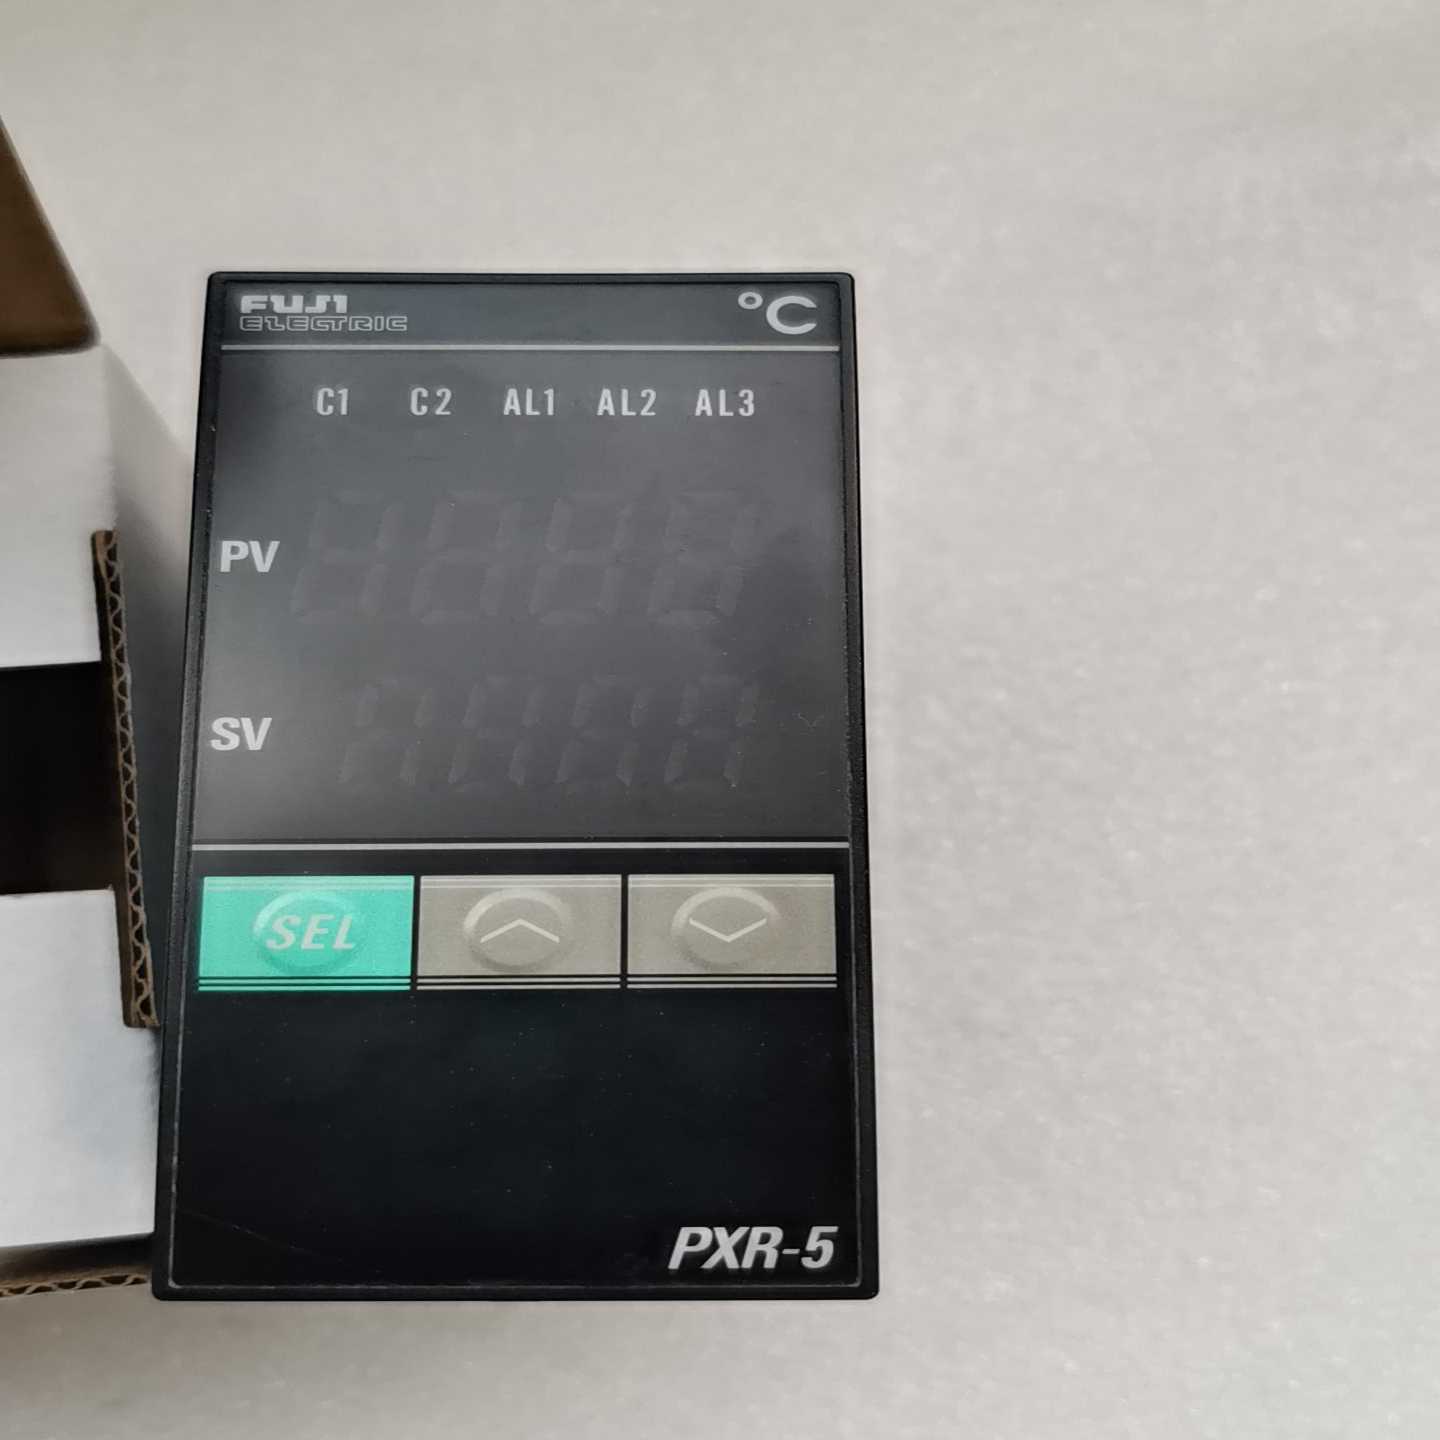 FUJI
ELECTRIC
°C
C1 C2 AL1 AL2 AL3
PV
SV
SEL
PXR-5